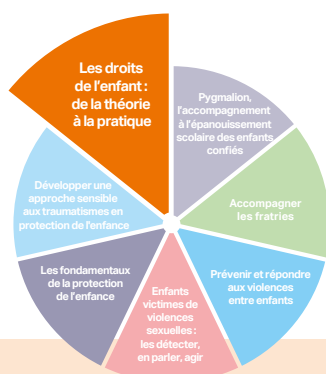 Les droits
de l'enfant :
de la théorie
à la pratique
Pygmalion,
l'accompagnement
à l'épanouissement
scolaire des enfants
confiés
Accompagner
les fratries
Prévenir et répondre
aux violences
entre enfants
Enfants
victimes de
violences
sexuelles :
les détecter,
en parler, agir
Les fondamentaux
de la protection
de l'enfance
Développer une
approche sensible
aux traumatismes en
protection de l'enfance